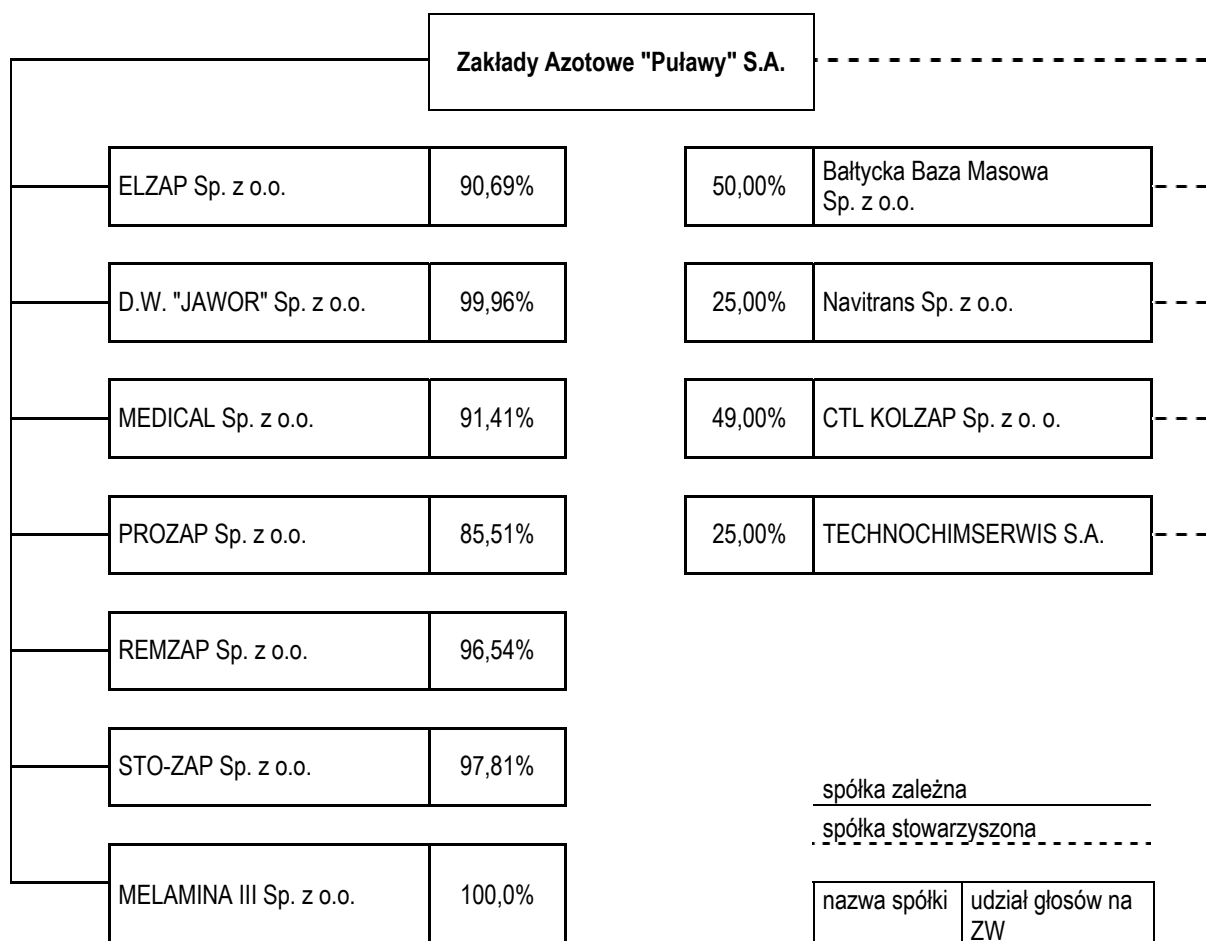 Zakłady Azotowe "Puławy" S.A.
ELZAP Sp. z o.o. 90,69%
50,00% Bałtycka Baza Masowa
Sp. z o.o.
D.W. "JAWOR" Sp. z o.o. 99,96%
25,00% Navitrans Sp. z o.o.
MEDICAL Sp. z o.o. 91,41%
49,00% CTL KOLZAP Sp. z o. o.
PROZAP Sp. z o.o. 85,51%
25,00% TECHNOCHIMSERWIS S.A.
REMZAP Sp. z o.o. 96,54%
STO-ZAP Sp. z o.o. 97,81%
spółka zależna
spółka stowarzyszona
MELAMINA III Sp. z o.o. 100,0%
nazwa spółki udział głosów na
ZW